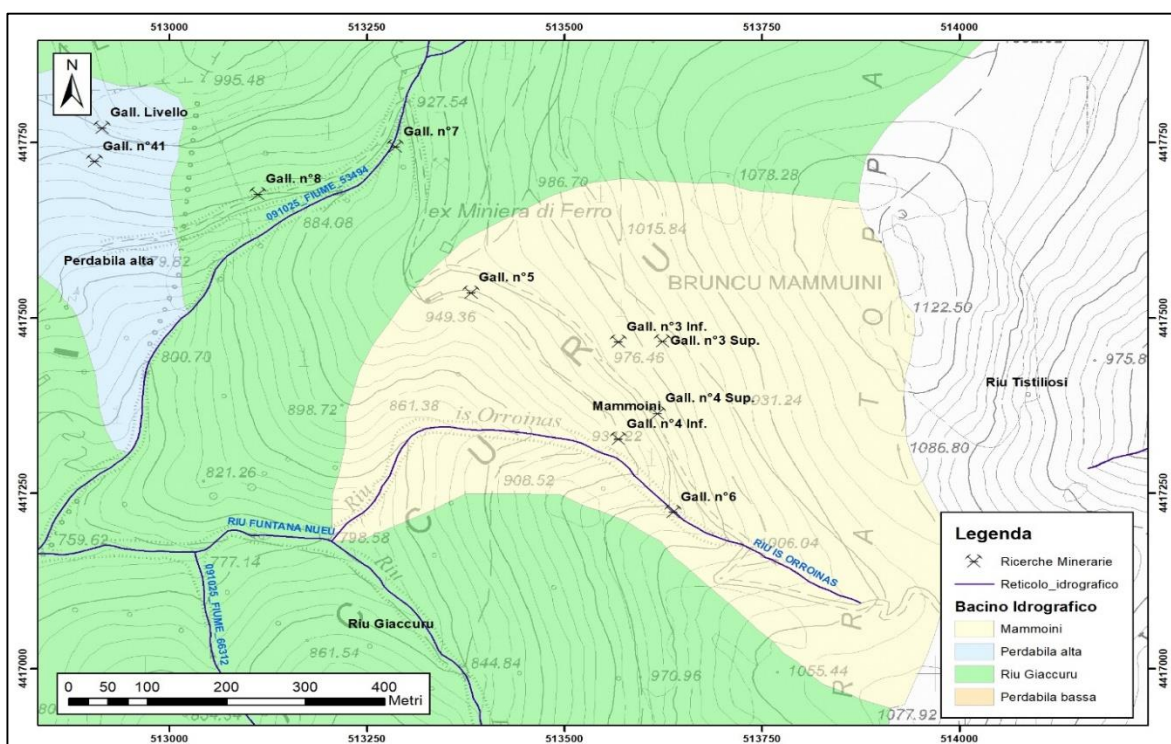 513000 513250 513500 513750 514000
N
995.48
Gall. Livello
927.54
4417750
Gall. n°7
4417750
Gall. n°41
986.70
1078.28
Gall. n°8
091025_FIUME_53494
884.08
ex Miniera di Ferro
1015.84
Perdabila alta
BRUNCU MAMMUINI
Gall. n°5
1122.50
4417500
949.36
4417500
Gall. n°3 Inf.
Gall. n°3 Sup.
976.46
800.70
975.8
Riu Tistiliosi
898.72
861.38
Mammoini
Gall. n°4 Sup.
is Orroinas
Gall. n°4 Inf.
1086.80
821.26
908.52
4417250
Riu
Gall. n°6
4417250
RIU FUNTANA NUEU
759.62
798.58
1006.04
RIU IS ORROINAS
777.14
Riu
091025_FIUME_66312
Riu Giaccuru
861.54
844.84
4417000
970.96
1055.44
4417000
1077.92
0 50 100 200 300 400
Metri
Legenda
Ricerche Minerarie
Reticolo_idrografico
Bacino Idrografico
Mammoini
Perdabila alta
Riu Giaccuru
Perdabila bassa
513000 513250 513500 513750 514000